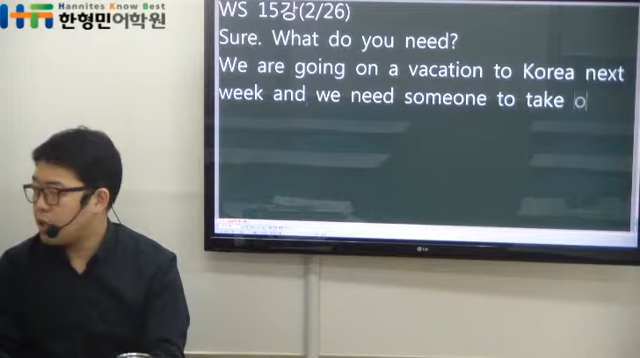 Hannites Know Best
한형민어학원
WS 15강(2/26)
Sure. What do you need?
We are going on a vacation to Korea next
week and we need someone to take o
LG